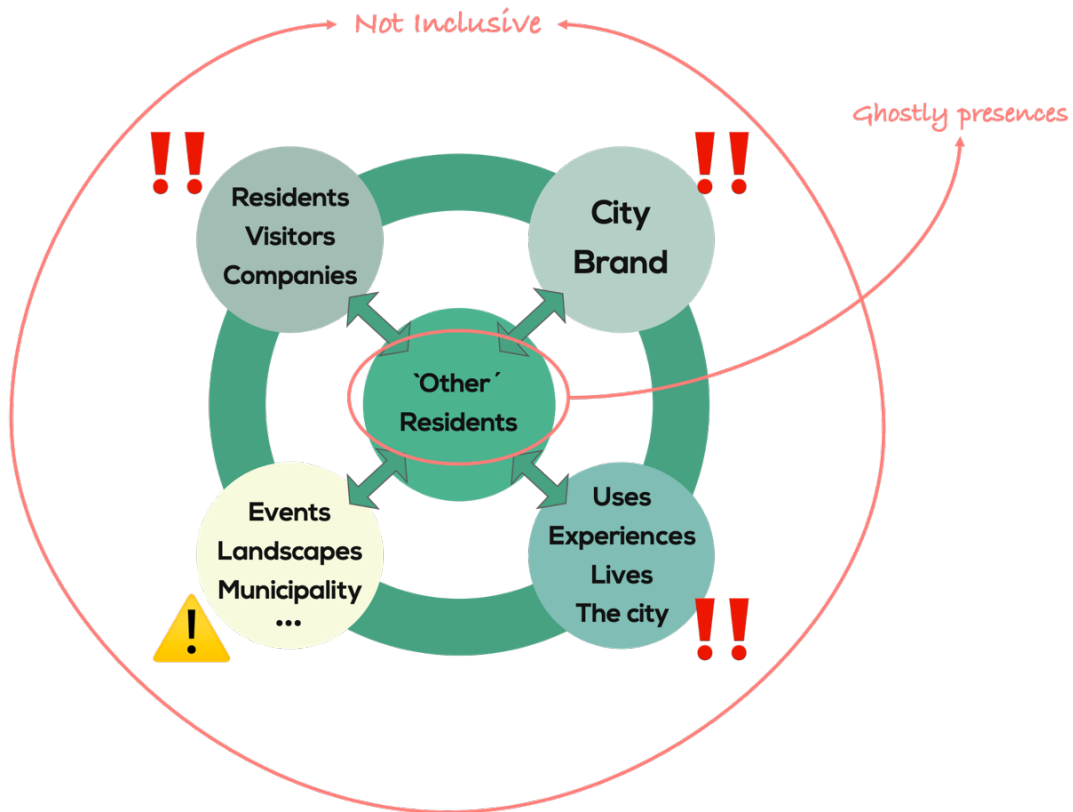 Not Inclusive
Ghostly presences
Residents
Visitors
Companies
City
Brand
`Other´
Residents
Events
Landscapes
Municipality
...
Uses
Experiences
Lives
The city